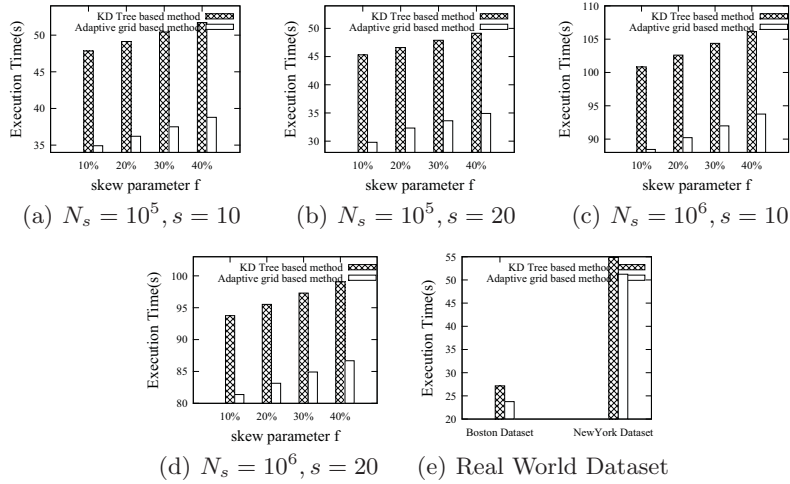 KD Tree based method
Adaptive grid based method
Execution Time(s)
50
45
40
35
10% 20% 30% 40%
skew parameter f
(a) N_s = 10^5, s = 10
KD Tree based method
Adaptive grid based method
Execution Time(s)
50
45
40
35
30
10% 20% 30% 40%
skew parameter f
(b) N_s = 10^5, s = 20
KD Tree based method
Adaptive grid based method
Execution Time(s)
110
105
100
95
90
10% 20% 30% 40%
skew parameter f
(c) N_s = 10^6, s = 10
KD Tree based method
Adaptive grid based method
Execution Time(s)
100
95
90
85
80
10% 20% 30% 40%
skew parameter f
(d) N_s = 10^6, s = 20
KD Tree based method
Adaptive grid based method
Execution Time(s)
55
50
45
40
35
30
25
20
Boston Dataset NewYork Dataset
(e) Real World Dataset